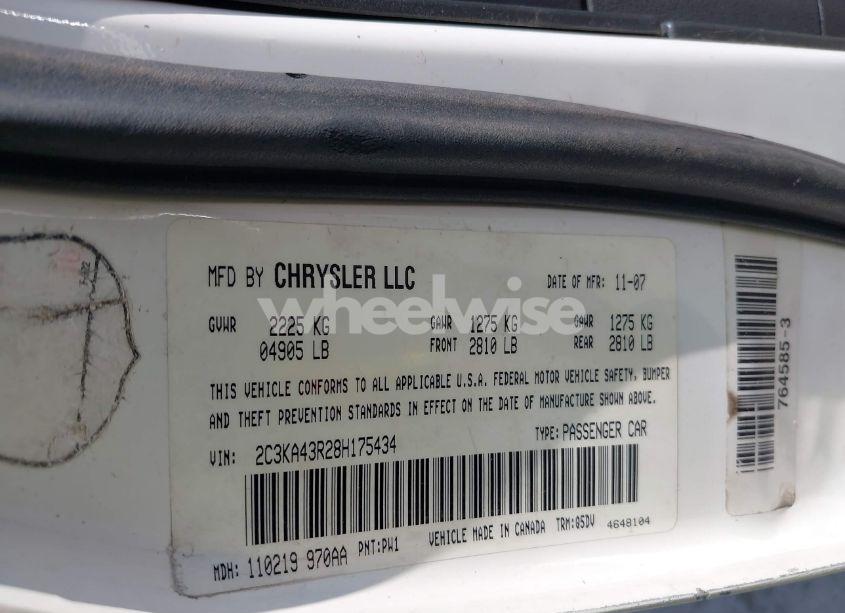 MFD BY CHRYSLER LLC DATE OF MFR: 11-07
GVWR 2225 KG GAWR 1275 KG GAWR 1275 KG
04905 LB FRONT 2810 LB REAR 2810 LB
wheelwise
THIS VEHICLE CONFORMS TO ALL APPLICABLE U.S.A. FEDERAL MOTOR VEHICLE SAFETY, BUMPER
AND THEFT PREVENTION STANDARDS IN EFFECT ON THE DATE OF MANUFACTURE SHOWN ABOVE.
VIN: 2C3KA43R28H175434 TYPE: PASSENGER CAR
MDH: 110219 970AA PNT: PW1 VEHICLE MADE IN CANADA TRM: G5DV 4648104
764585-3